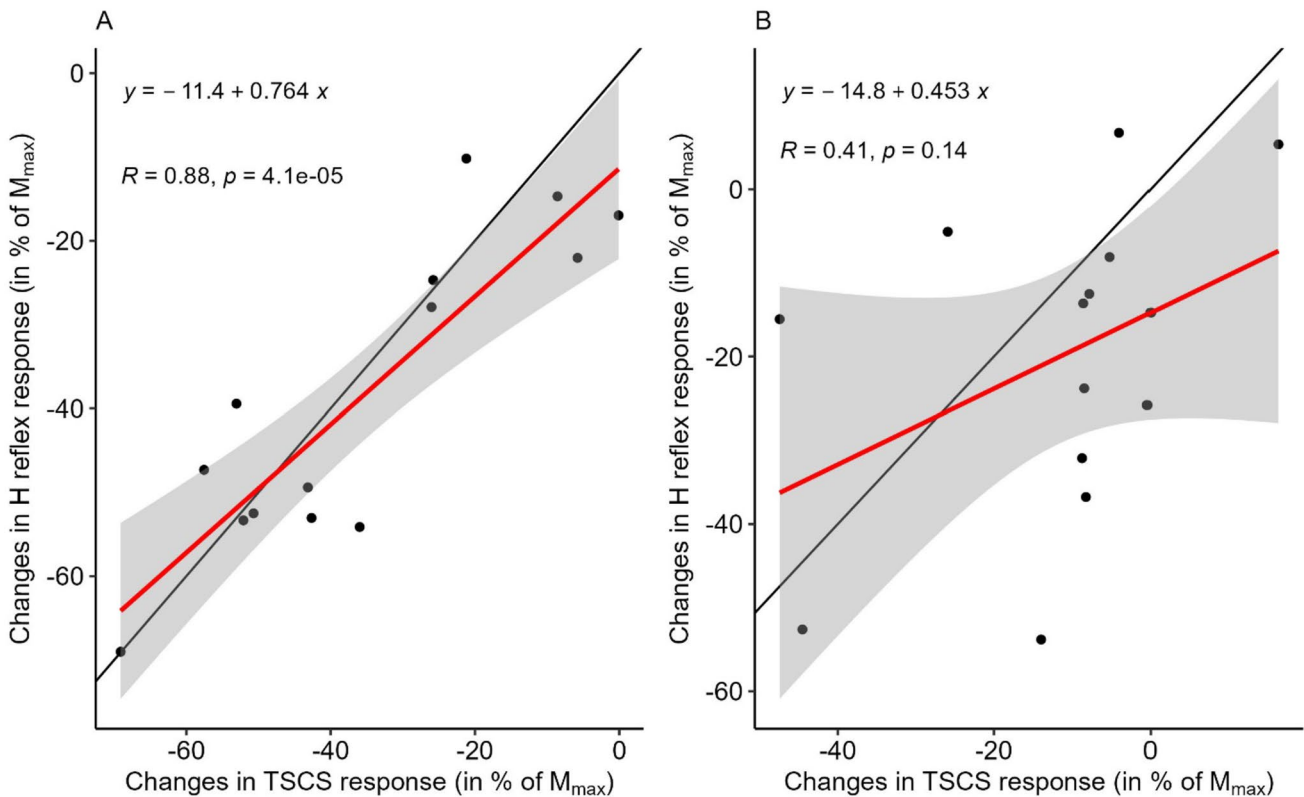 A
y = − 11.4 + 0.764 x
R = 0.88, p = 4.1e-05
Changes in H reflex response (in % of Mmax)
0
-20
-40
-60
-60 -40 -20 0
Changes in TSCS response (in % of Mmax)
B
y = − 14.8 + 0.453 x
R = 0.41, p = 0.14
Changes in H reflex response (in % of Mmax)
0
-20
-40
-60
-40 -20 0
Changes in TSCS response (in % of Mmax)